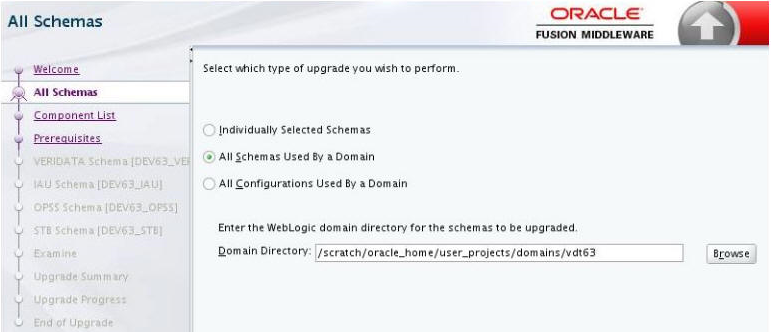 All Schemas
ORACLE
FUSION MIDDLEWARE
Welcome
All Schemas
Component List
Prerequisites
VERIDATA Schema [DEV63_VE
IAU Schema [DEV63_IAU]
OPSS Schema [DEV63_OPSS]
STB Schema [DEV63_STB]
Examine
Upgrade Summary
Upgrade Progress
End of Upgrade
Select which type of upgrade you wish to perform.
Individually Selected Schemas
All Schemas Used By a Domain
All Configurations Used By a Domain
Enter the WebLogic domain directory for the schemas to be upgraded.
Domain Directory: /scratch/oracle_home/user_projects/domains/vdt63 Browse